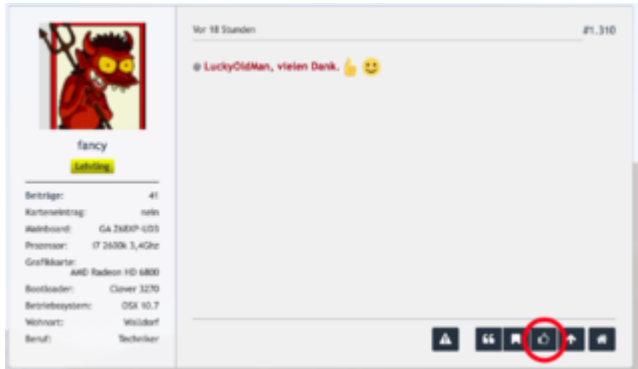 Vor 18 Stunden
#1.310
@ LuckyOldMan, vielen Dank.
fancy
Lehrling
Beiträge: 41
Karteneintrag: nein
Mainboard: GA Z68XP-UD3
Prozessor: i7 2600k 3,4Ghz
Grafikkarte:
AMD Radeon HD 6800
Bootloader: Clover 3270
Betriebssystem: OSX 10.7
Wohnort: Walldorf
Beruf: Techniker